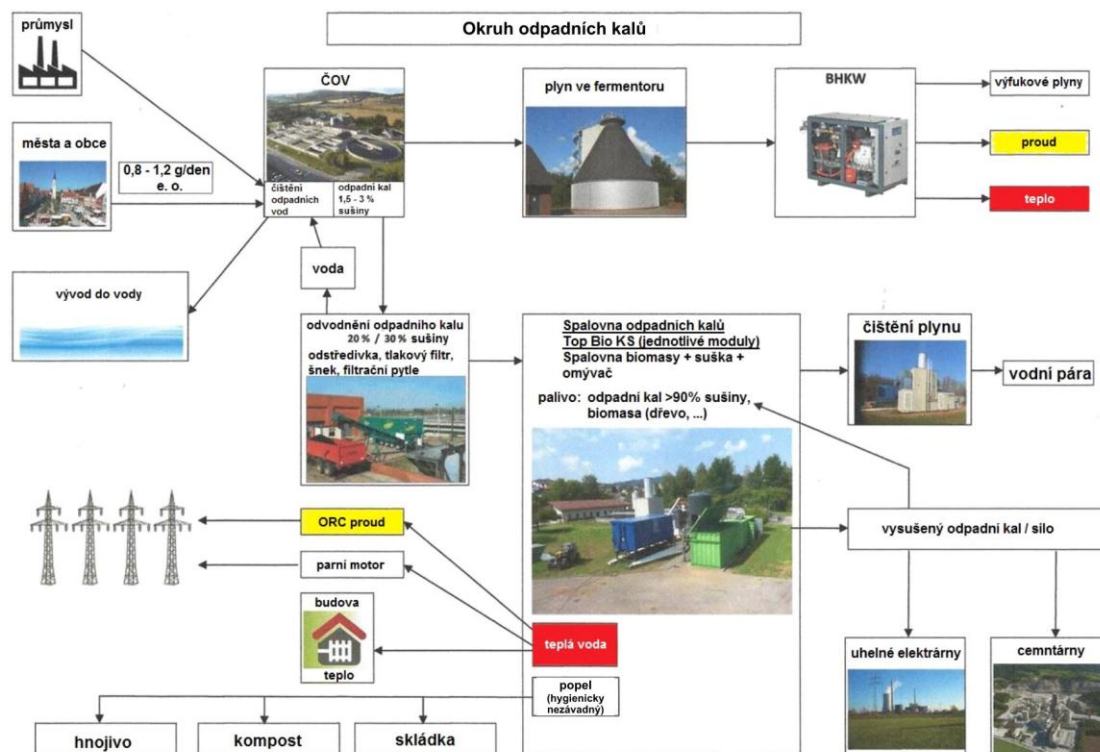 Okruh odpadních kalů
průmysl
ČOV
plyn ve fermentoru
BHKW
výfukové plyny
proud
teplo
města a obce
0,8 - 1,2 g/den
e. o.
čištění
odpadních
vod
odpadní kal
1,5 - 3 %
sušiny
voda
vývod do vody
odvodnění odpadního kalu
20 % / 30 % sušiny
odstředivka, tlakový filtr,
šnek, filtrační pytle
Spalovna odpadních kalů
Top Bio KS (jednotlivé moduly)
Spalovna biomasy + suška +
omývač
palivo: odpadní kal >90% sušiny,
biomasa (dřevo, ...)
čištění plynu
vodní pára
ORC proud
parní motor
budova
teplo
teplá voda
popel
(hygienicky
nezávadný)
vysušený odpadní kal / silo
uhelné elektrárny
cemntárny
hnojivo
kompost
skládka